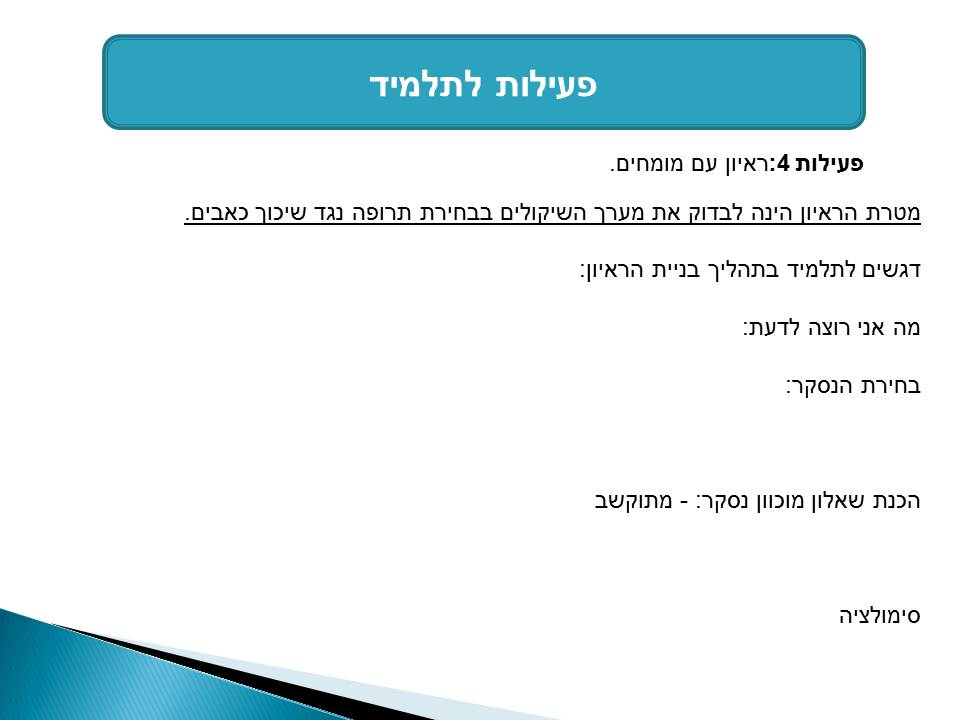 פעילות לתלמיד
פעילות 4:ראיון עם מומחים.
מטרת הראיון הינה לבדוק את מערך השיקולים בבחירת תרופה נגד שיכוך כאבים.
דגשים לתלמיד בתהליך בניית הראיון:
מה אני רוצה לדעת:
בחירת הנסקר:
הכנת שאלון מוכוון נסקר: - מתוקשב
סימולציה